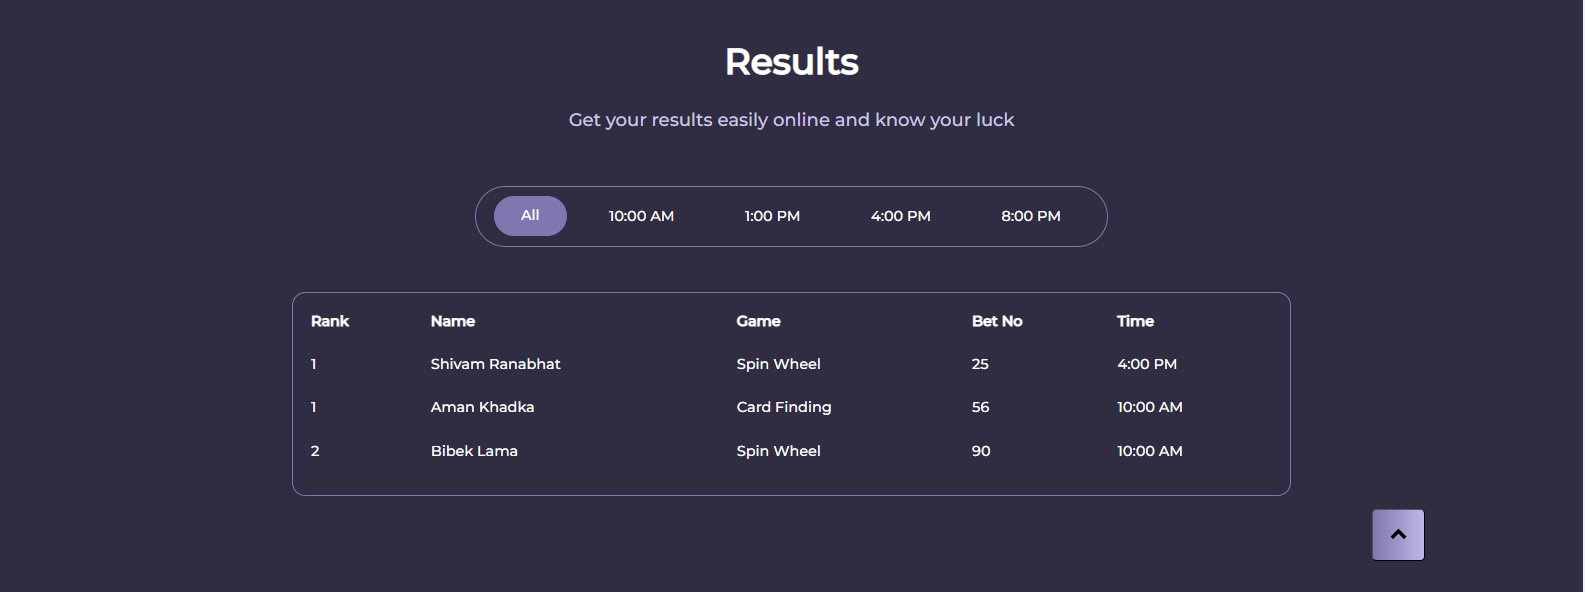 Results
Get your results easily online and know your luck
All 10:00 AM 1:00 PM 4:00 PM 8:00 PM
Rank Name Game Bet No Time
1 Shivam Ranabhat Spin Wheel 25 4:00 PM
1 Aman Khadka Card Finding 56 10:00 AM
2 Bibek Lama Spin Wheel 90 10:00 AM